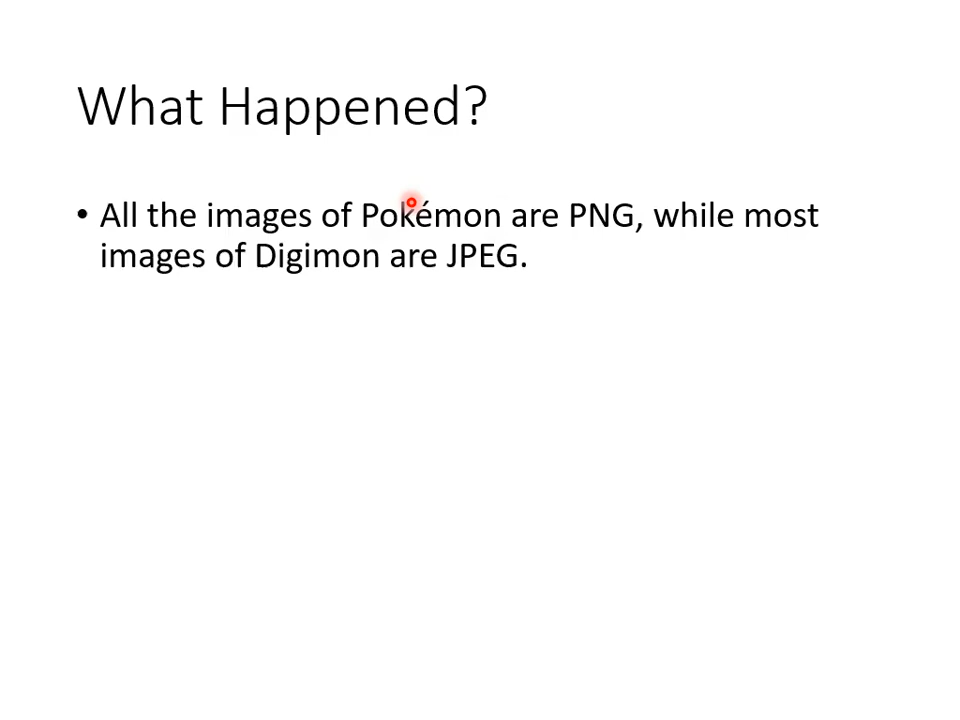 What Happened?
• All the images of Pokémon are PNG, while most
images of Digimon are JPEG.